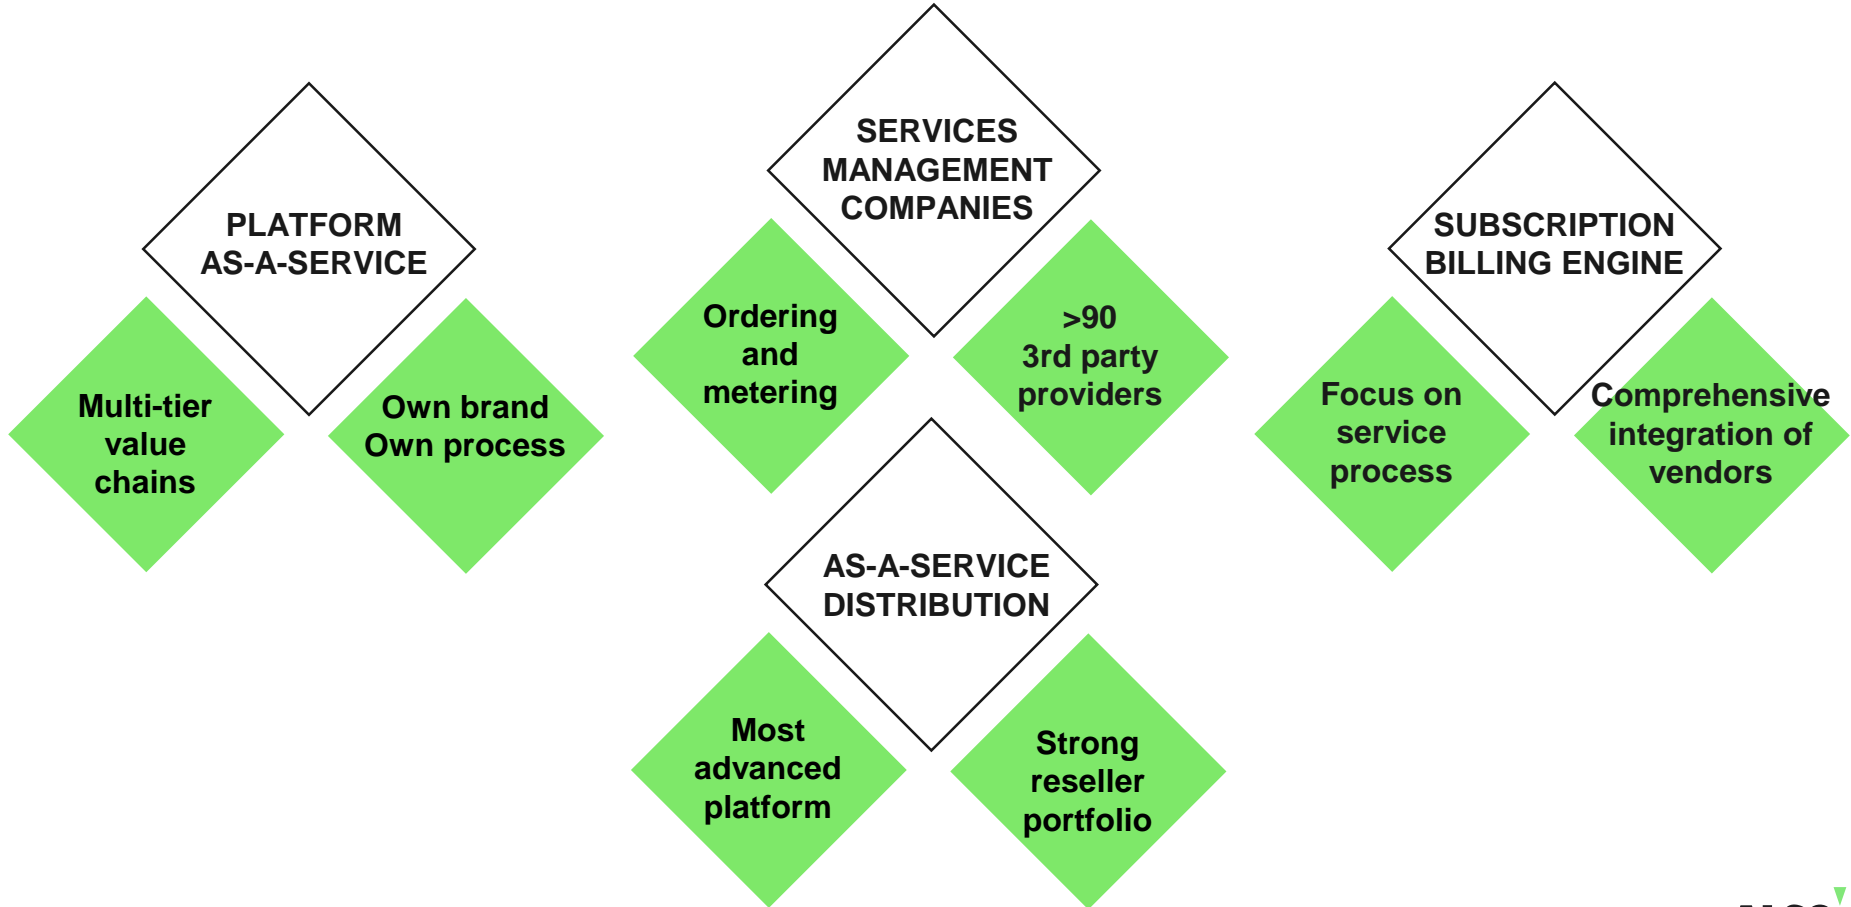 PLATFORM
AS-A-SERVICE
Multi-tier
value
chains
Own brand
Own process
SERVICES
MANAGEMENT
COMPANIES
Ordering
and
metering
>90
3rd party
providers
AS-A-SERVICE
DISTRIBUTION
Most
advanced
platform
Strong
reseller
portfolio
SUBSCRIPTION
BILLING ENGINE
Focus on
service
process
Comprehensive
integration of
vendors